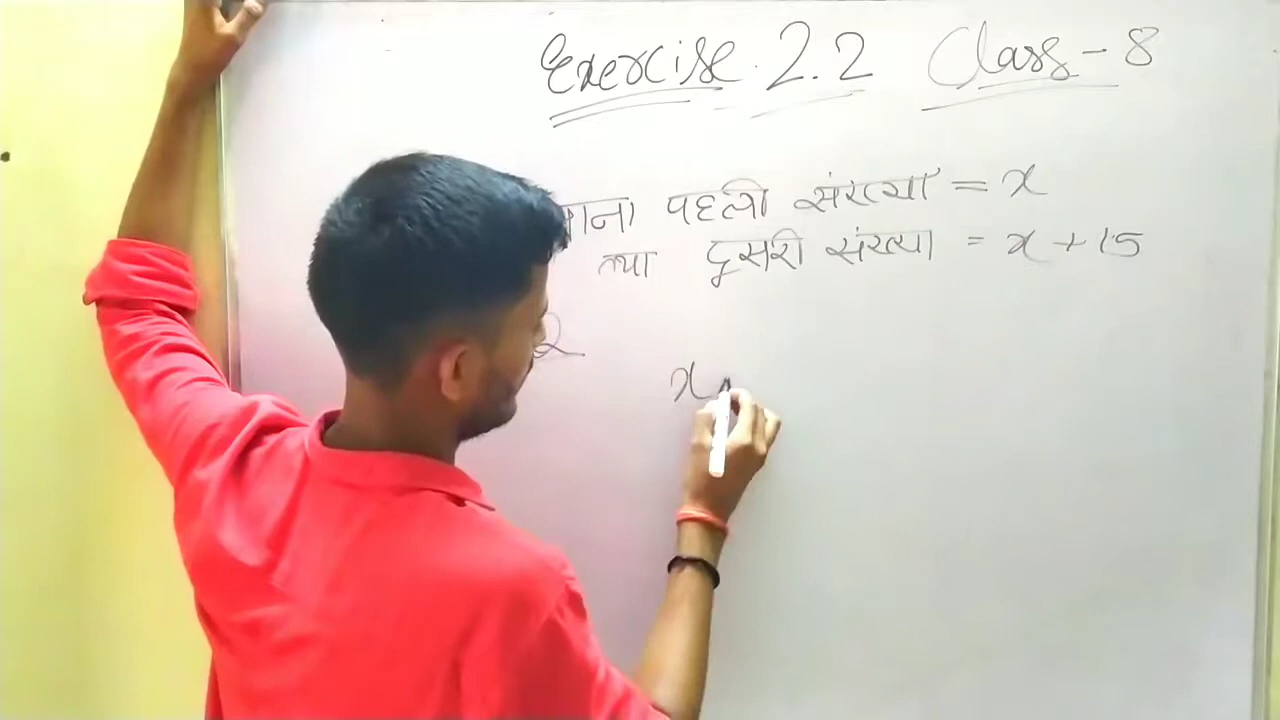 Exercise 2.2 Class-8
माना पहली संख्या = x
तथा दूसरी संख्या = x + 15
x